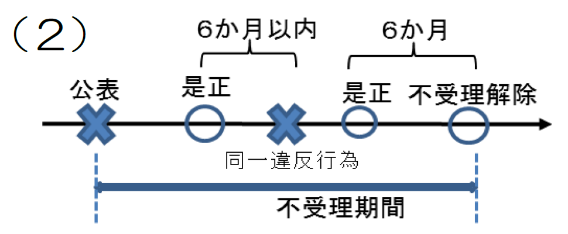 （２）
６か月以内
６か月
公表
是正
是正
不受理解除
同一違反行為
不受理期間